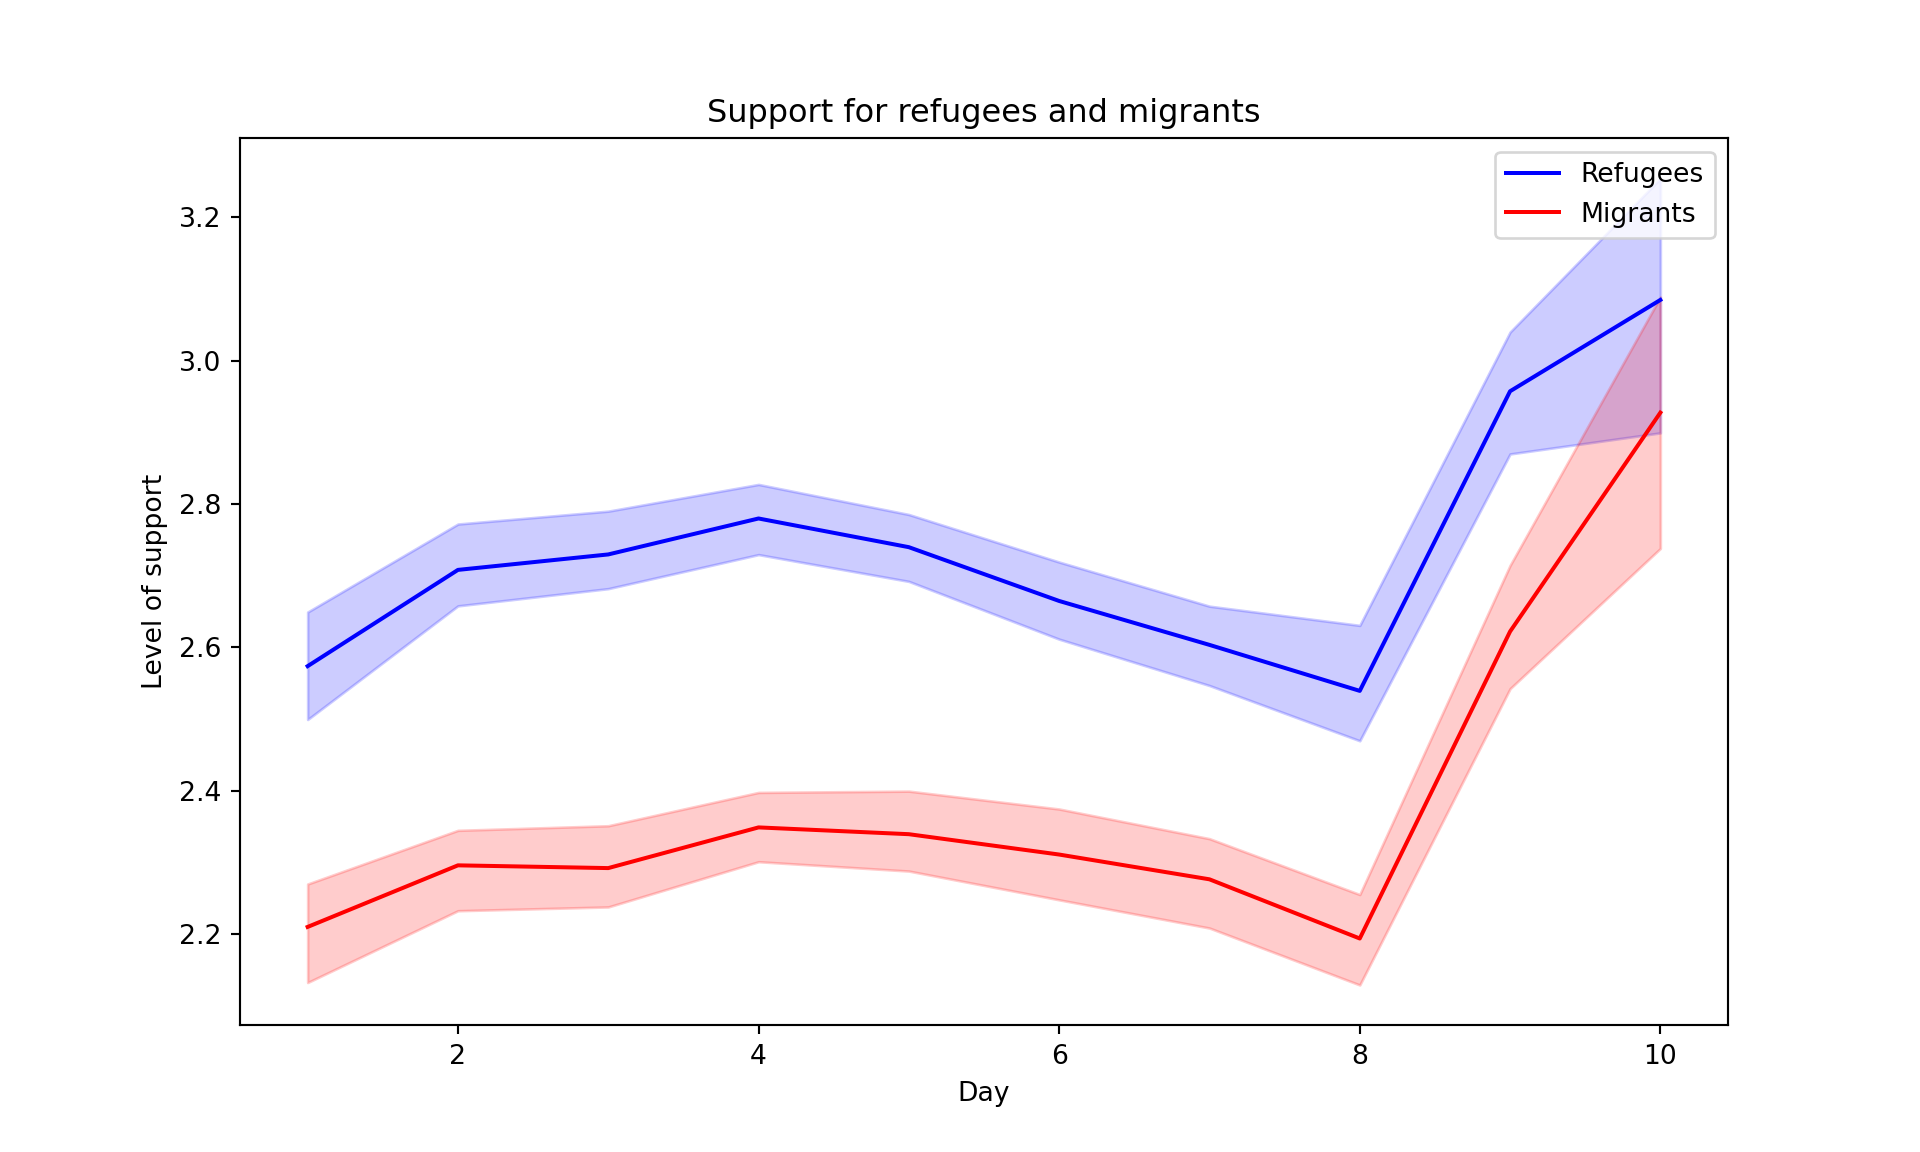 Support for refugees and migrants
Refugees
Migrants
3.2
3.0
2.8
2.6
2.4
2.2
Level of support
2 4 6 8 10
Day